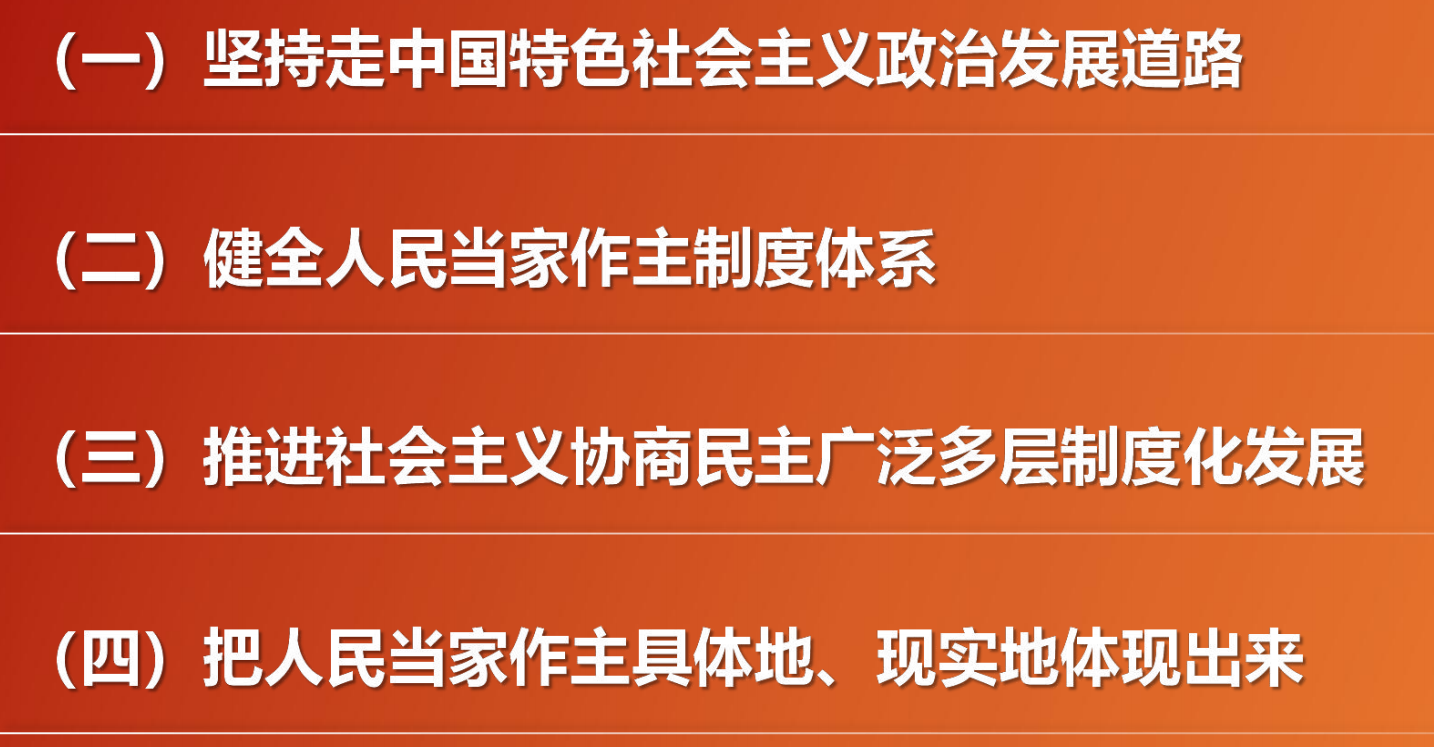 （一）坚持走中国特色社会主义政治发展道路
（二）健全人民当家作主制度体系
（三）推进社会主义协商民主广泛多层制度化发展
（四）把人民当家作主具体地、现实地体现出来